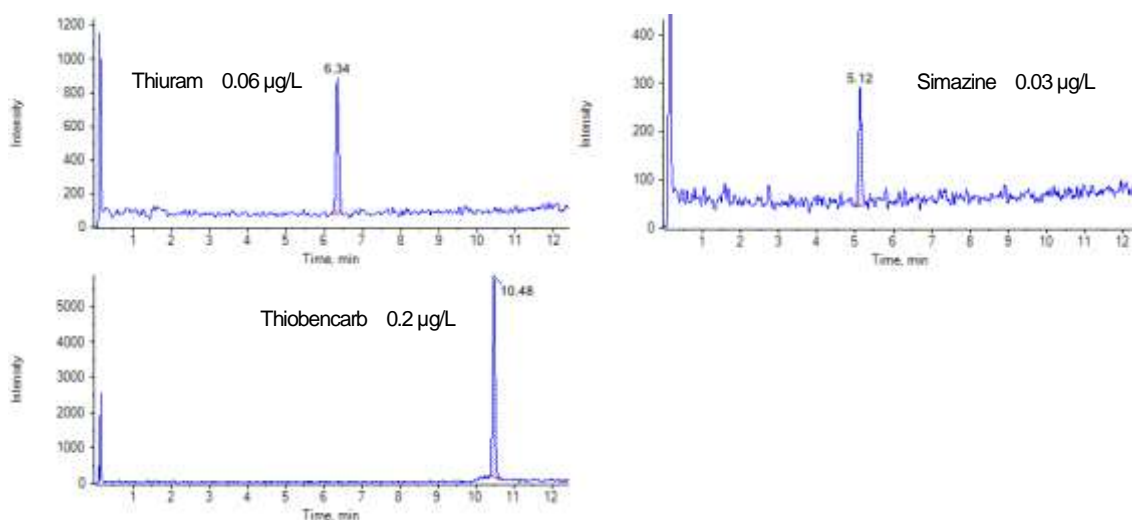 1200
1000
800
600
400
200
0
Intensity
Thiuram 0.06 µg/L
6.34
1 2 3 4 5 6 7 8 9 10 11 12
Time, min
400
300
200
100
0
Intensity
5.12
Simazine 0.03 µg/L
1 2 3 4 5 6 7 8 9 10 11 12
Time, min
5000
4000
3000
2000
1000
0
Intensity
Thiobencarb 0.2 µg/L
10.48
1 2 3 4 5 6 7 8 9 10 11 12
Time, min